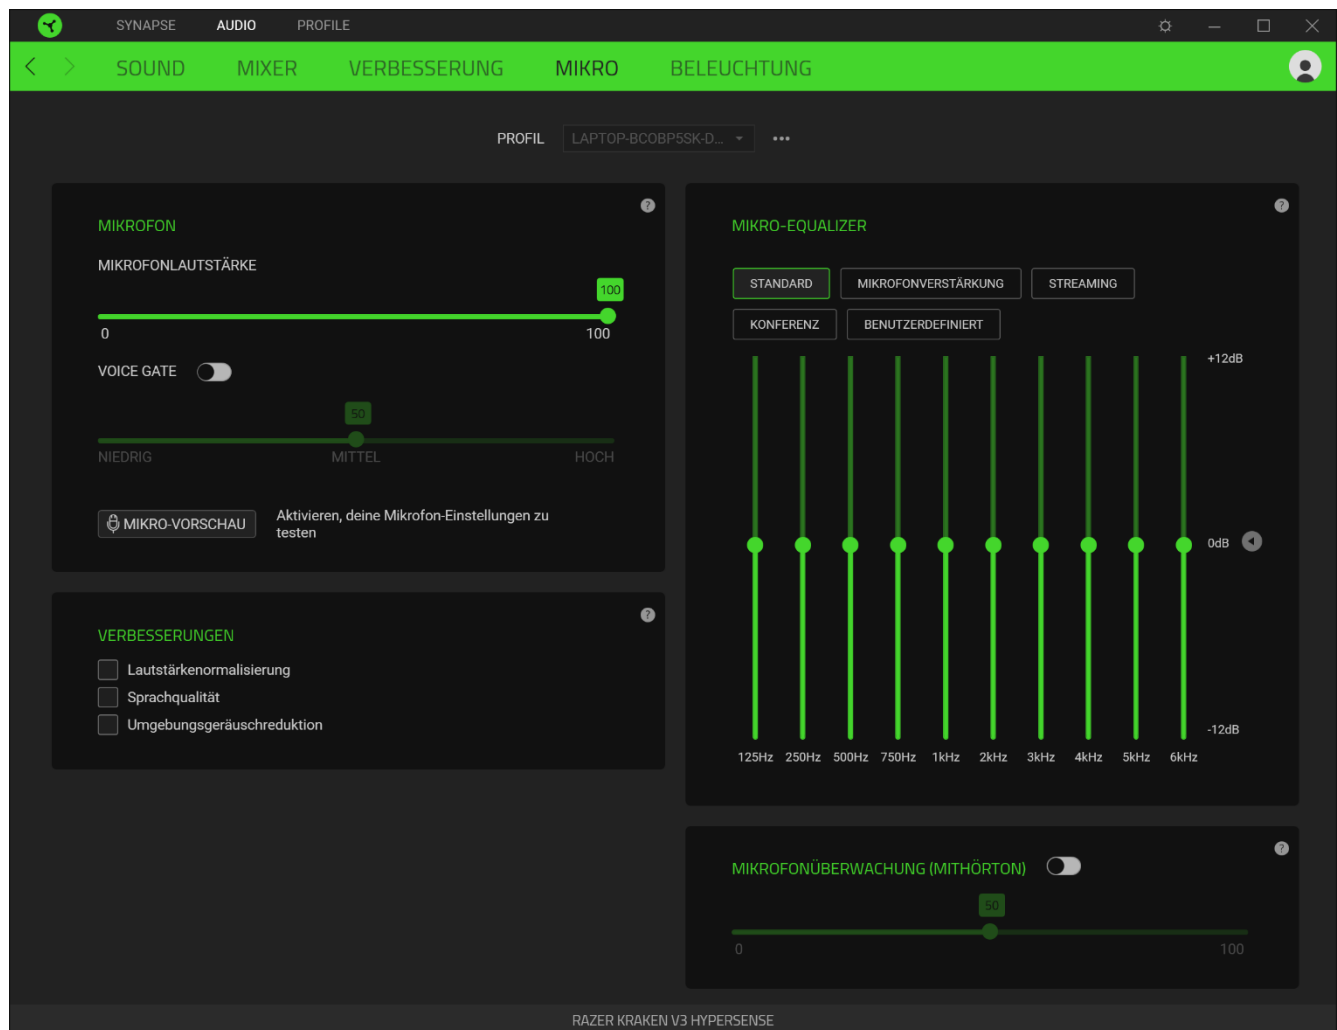 SYNAPSE AUDIO PROFILE
SOUND MIXER VERBESSERUNG MIKRO BELEUCHTUNG
PROFIL LAPTOP-BCOBP5SK-D...
MIKROFON
MIKROFONLAUTSTÄRKE
100
0 100
VOICE GATE
50
NIEDRIG MITTEL HOCH
MIKRO-VORSCHAU
Aktivieren, deine Mikrofon-Einstellungen zu
testen
VERBESSERUNGEN
Lautstärkenormalisierung
Sprachqualität
Umgebungsgeräuschreduktion
MIKRO-EQUALIZER
STANDARD MIKROFONVERSTÄRKUNG STREAMING
KONFERENZ BENUTZERDEFINIERT
+12dB
0dB
-12dB
125Hz 250Hz 500Hz 750Hz 1kHz 2kHz 3kHz 4kHz 5kHz 6kHz
MIKROFONÜBERWACHUNG (MITHÖRTON)
50
0 100
RAZER KRAKEN V3 HYPERSENSE